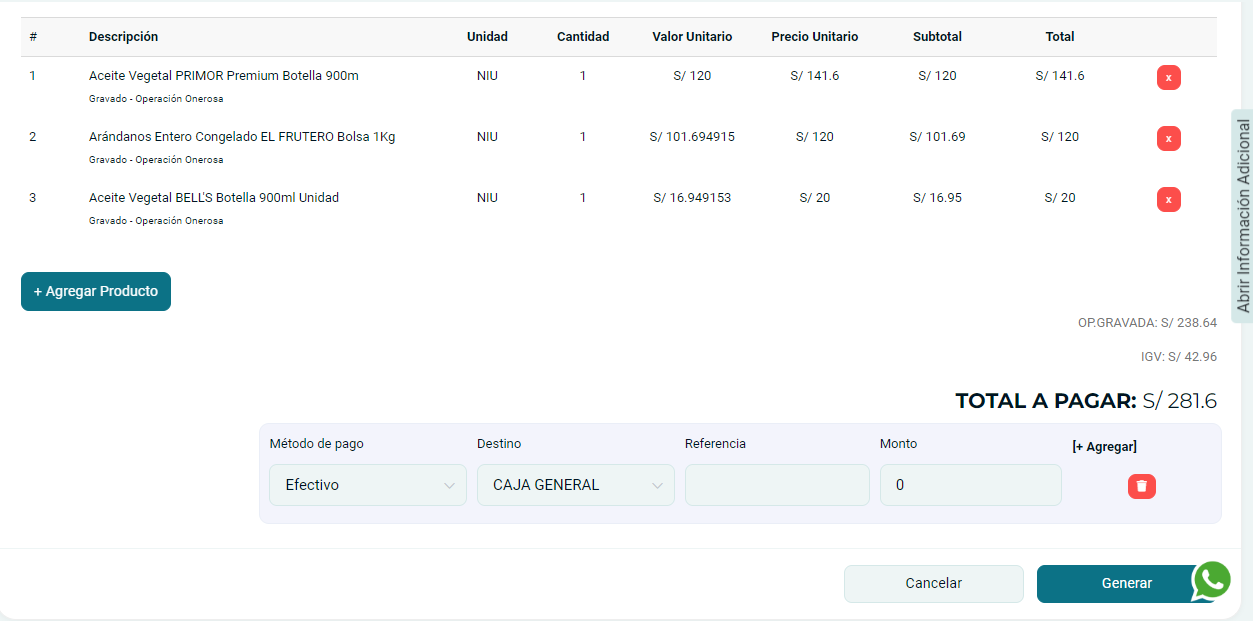 # Descripción Unidad Cantidad Valor Unitario Precio Unitario Subtotal Total
1 Aceite Vegetal PRIMOR Premium Botella 900m NIU 1 S/ 120 S/ 141.6 S/ 120 S/ 141.6 x
Gravado - Operación Onerosa
2 Arándanos Entero Congelado EL FRUTERO Bolsa 1Kg NIU 1 S/ 101.694915 S/ 120 S/ 101.69 S/ 120 x
Gravado - Operación Onerosa
3 Aceite Vegetal BELL'S Botella 900ml Unidad NIU 1 S/ 16.949153 S/ 20 S/ 16.95 S/ 20 x
Gravado - Operación Onerosa
Abrir Información Adicional
+ Agregar Producto
OP.GRAVADA: S/ 238.64
IGV: S/ 42.96
TOTAL A PAGAR: S/ 281.6
Método de pago Destino Referencia Monto [+ Agregar]
Efectivo CAJA GENERAL 0
Cancelar Generar